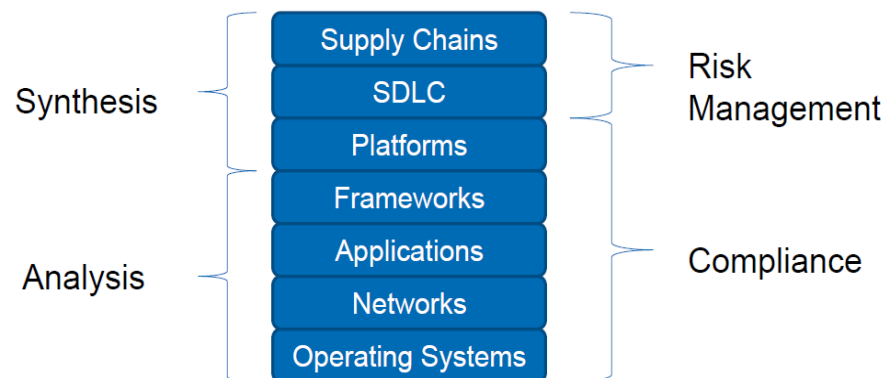 Supply Chains
SDLC
Platforms
Frameworks
Applications
Networks
Operating Systems
Synthesis
Analysis
Risk
Management
Compliance